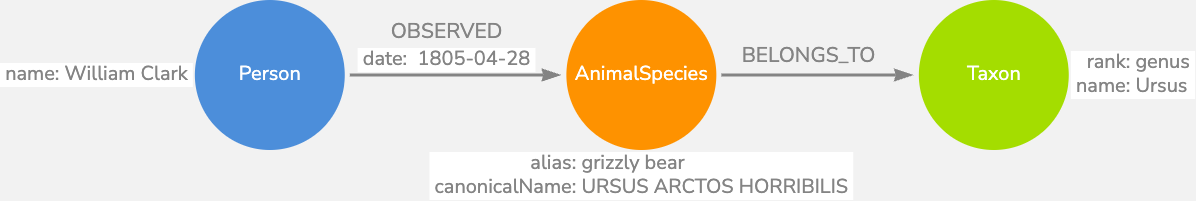 name: William Clark
Person
OBSERVED
date: 1805-04-28
AnimalSpecies
alias: grizzly bear
canonicalName: URSUS ARCTOS HORRIBILIS
BELONGS_TO
Taxon
rank: genus
name: Ursus